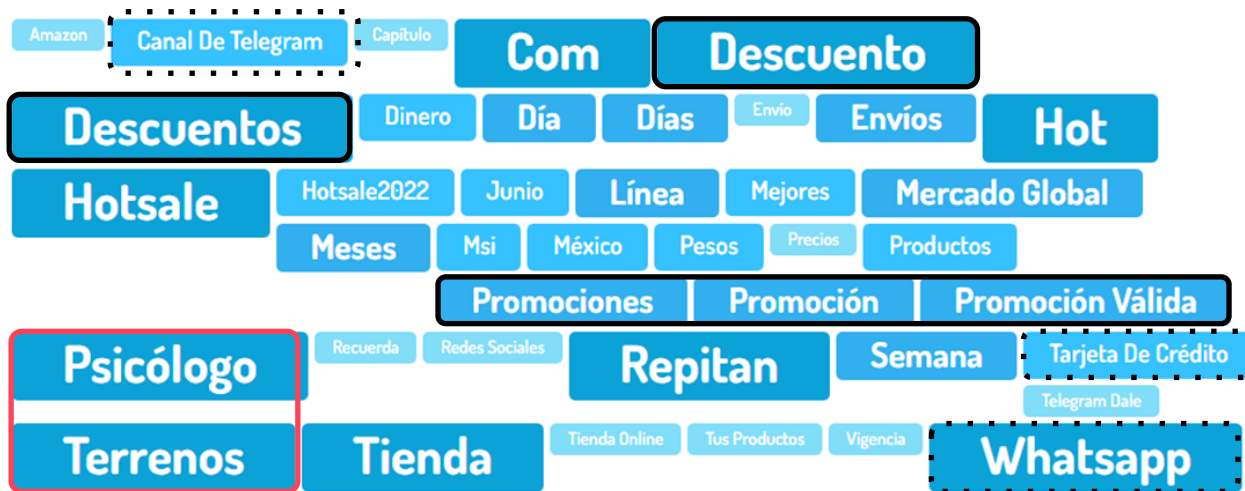 Amazon Canal De Telegram Capítulo Com Descuento
Descuentos Dinero Día Días Envío Envíos Hot
Hotsale Hotsale2022 Junio Línea Mejores Mercado Global
Meses Msi México Pesos Precios Productos
Promociones Promoción Promoción Válida
Psicólogo Recuerda Redes Sociales Repitan Semana Tarjeta De Crédito
Telegram Dale
Terrenos Tienda Tienda Online Tus Productos Vigencia Whatsapp